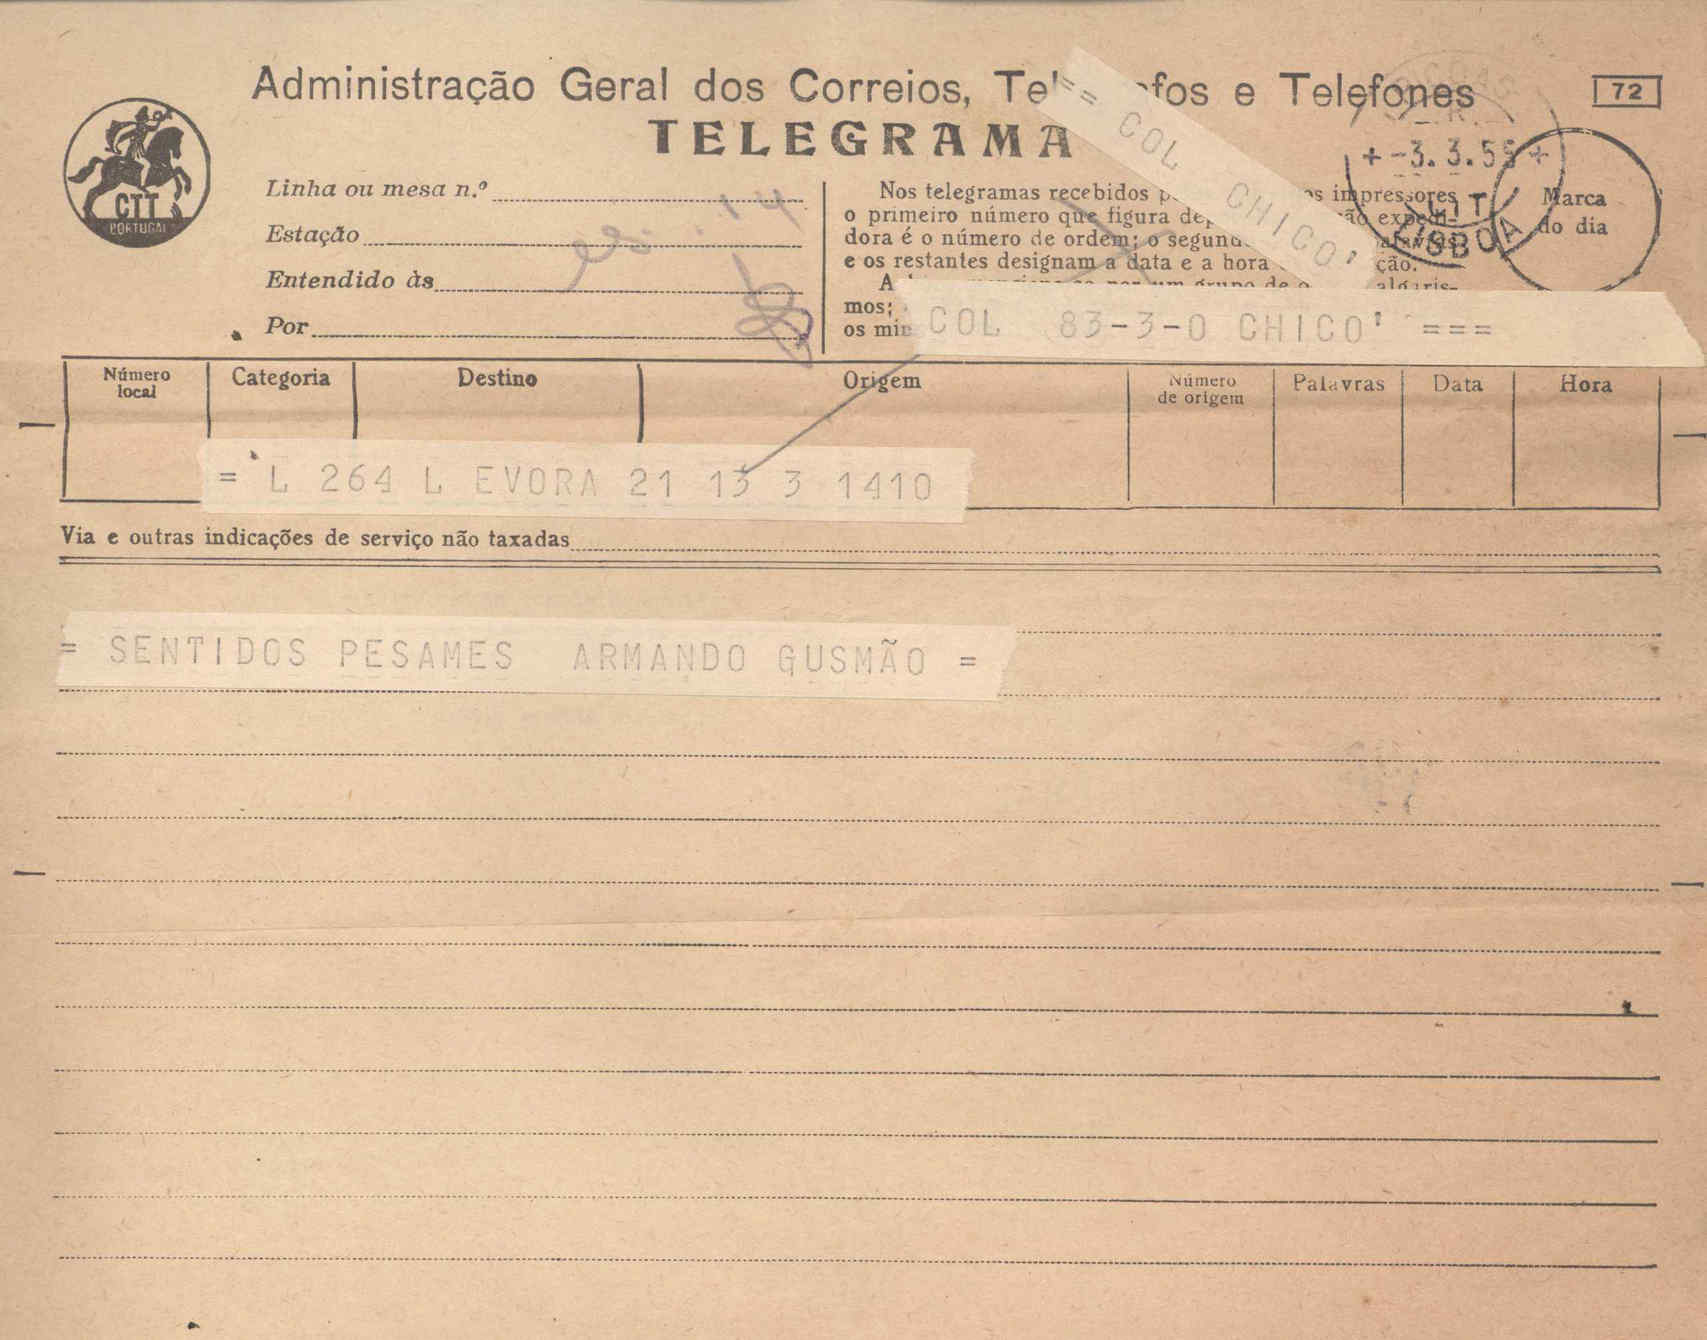 Administração Geral dos Correios, Te fos e Telefones
72
TELEGRAMA
CTT
PORTUGAL
Linha ou mesa n.º
Estação
Entendido às
Por
Nos telegramas recebidos os impressores
o primeiro número que figura
dora é o número de ordem; o
e os restantes designam a data e a hora ção.
A por um grupo de
mos;
os
= COL CHICO'
-3. 3. 55
LISBOA
Marca
do dia
COL 83-3-0 CHICO' ===
Número local
Categoria
Destino
Origem
Número de origem
Palavras
Data
Hora
= L 264 L EVORA 21 13 3 1410
Via e outras indicações de serviço não taxadas
= SENTIDOS PESAMES ARMANDO GUSMÃO =